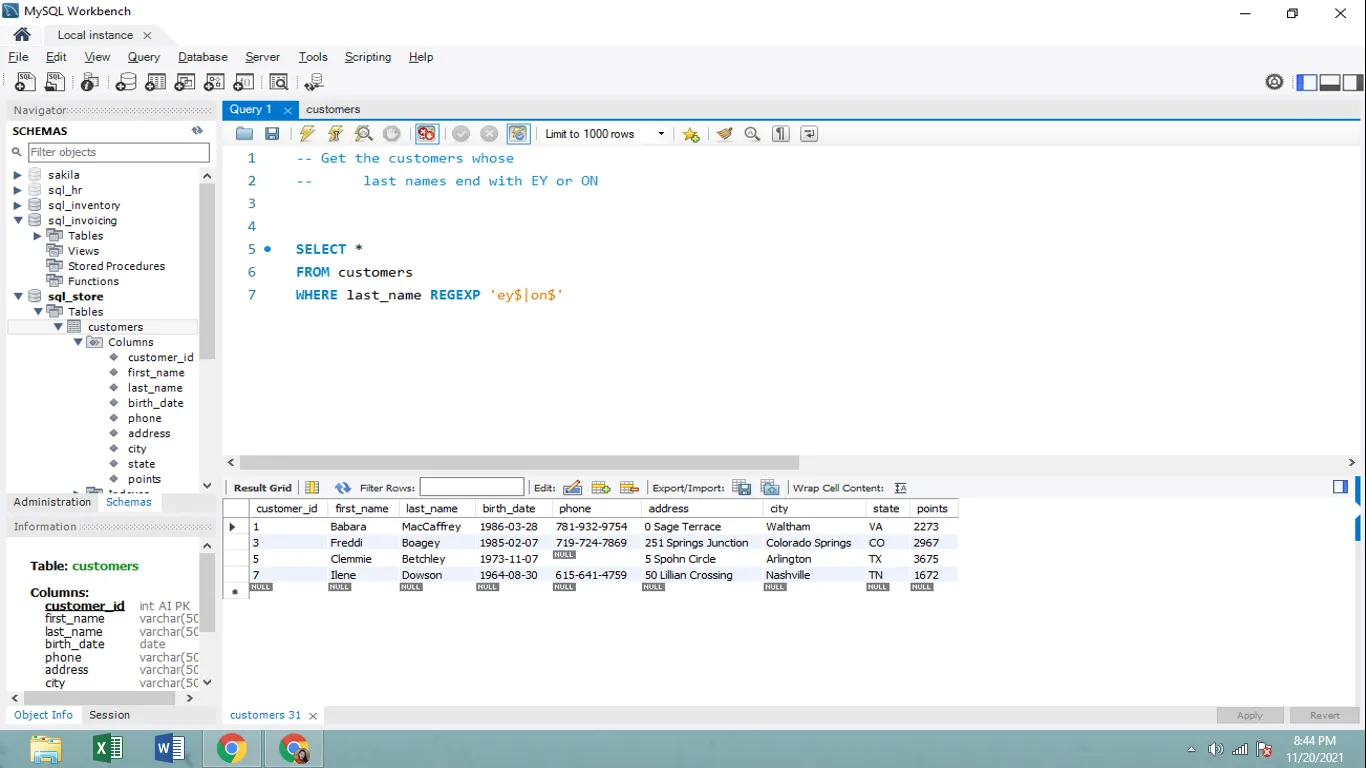 MySQL Workbench
Local instance
File Edit View Query Database Server Tools Scripting Help
Navigator
SCHEMAS
Filter objects
sakila
sql_hr
sql_inventory
sql_invoicing
Tables
Views
Stored Procedures
Functions
sql_store
Tables
customers
Columns
customer_id
first_name
last_name
birth_date
phone
address
city
state
points
Administration Schemas
Information
Table: customers
Columns:
customer_id int AI PK
first_name varchar(50
last_name varchar(50
birth_date date
phone varchar(50
address varchar(50
city varchar(50
Object Info Session
Query 1 customers
Limit to 1000 rows
1 -- Get the customers whose
2 -- last names end with EY or ON
3
4
5 SELECT *
6 FROM customers
7 WHERE last_name REGEXP 'ey$|on$'
Result Grid Filter Rows: Edit: Export/Import: Wrap Cell Content:
customer_id first_name last_name birth_date phone address city state points
1 Babara MacCaffrey 1986-03-28 781-932-9754 0 Sage Terrace Waltham VA 2273
3 Freddi Boagey 1985-02-07 719-724-7869 251 Springs Junction Colorado Springs CO 2967
5 Clemmie Betchley 1973-11-07 NULL 5 Spohn Circle Arlington TX 3675
7 Ilene Dowson 1964-08-30 615-641-4759 50 Lillian Crossing Nashville TN 1672
NULL NULL NULL NULL NULL NULL NULL NULL NULL
customers 31
Apply Revert
8:44 PM
11/20/2021